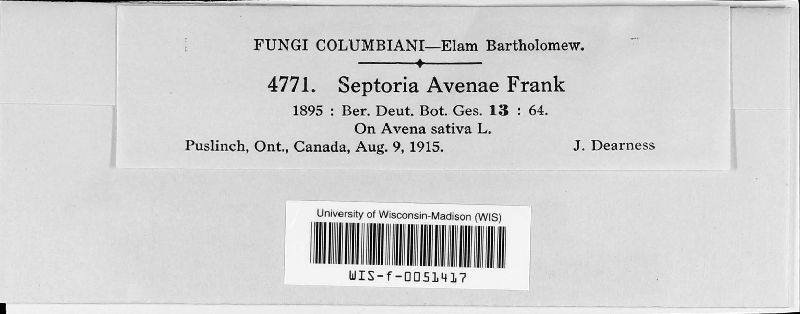 FUNGI COLUMBIANI—Elam Bartholomew.
4771. Septoria Avenae Frank
1895 : Ber. Deut. Bot. Ges. 13 : 64.
On Avena sativa L.
Puslinch, Ont., Canada, Aug. 9, 1915. J. Dearness
University of Wisconsin-Madison (WIS)
WIS-f-0051417